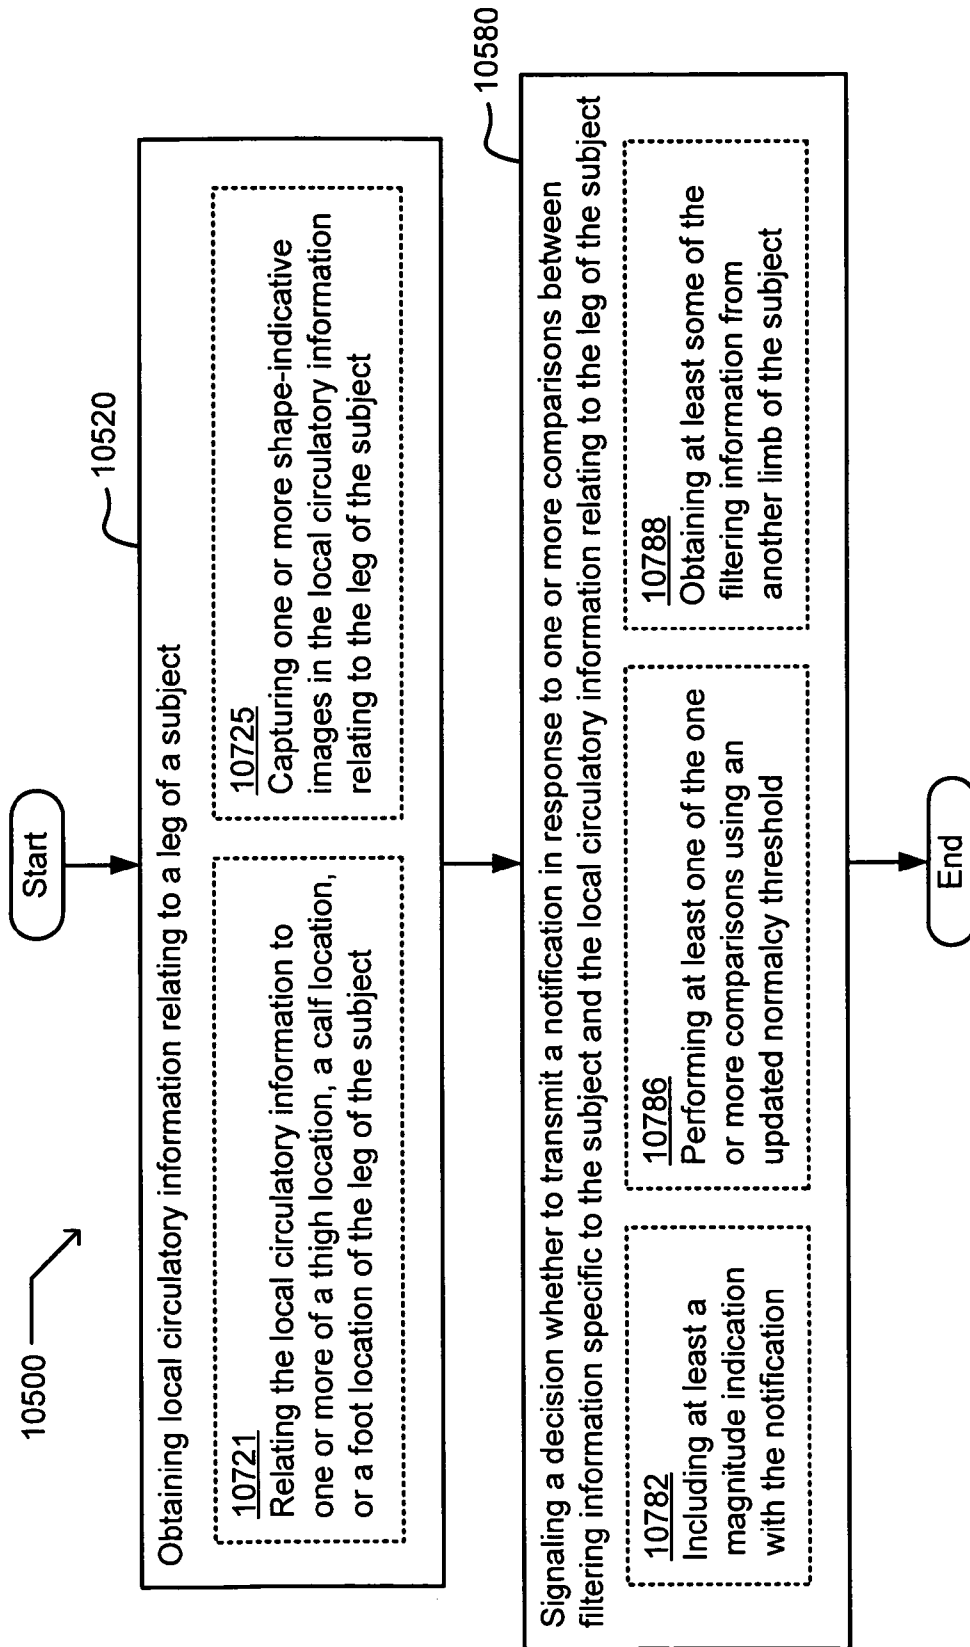 10500
Start
10520
Obtaining local circulatory information relating to a leg of a subject
10721
Relating the local circulatory information to
one or more of a thigh location, a calf location,
or a foot location of the leg of the subject
10725
Capturing one or more shape-indicative
images in the local circulatory information
relating to the leg of the subject
10580
Signaling a decision whether to transmit a notification in response to one or more comparisons between
filtering information specific to the subject and the local circulatory information relating to the leg of the subject
10782
Including at least a
magnitude indication
with the notification
10786
Performing at least one of the one
or more comparisons using an
updated normalcy threshold
10788
Obtaining at least some of the
filtering information from
another limb of the subject
End